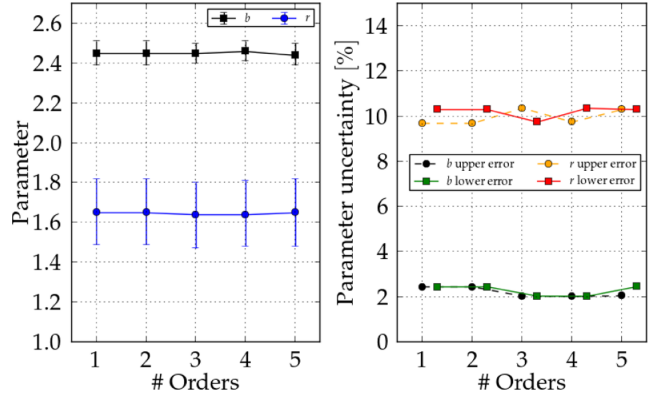 b r
2.6
2.4
2.2
2.0
1.8
1.6
1.4
1.2
1.0
Parameter
1 2 3 4 5
# Orders
14
12
10
8
6
4
2
0
Parameter uncertainty [%]
b upper error r upper error
b lower error r lower error
1 2 3 4 5
# Orders